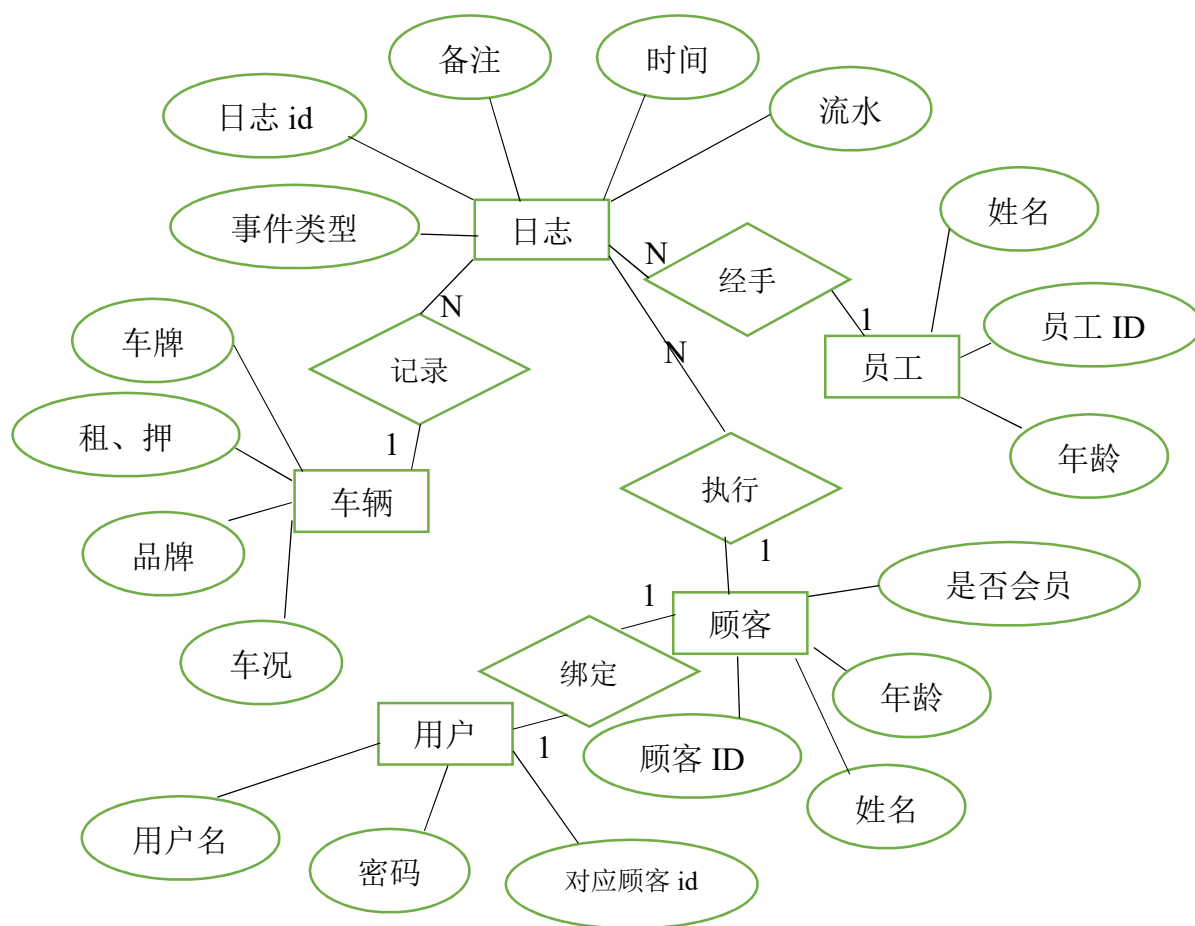 备注
时间
日志 id
流水
事件类型
日志
姓名
N
经手
N
1
员工 ID
车牌
记录
N
员工
租、押
1
年龄
车辆
执行
品牌
1
是否会员
1
顾客
车况
绑定
年龄
用户
1
顾客 ID
姓名
用户名
密码
对应顾客 id